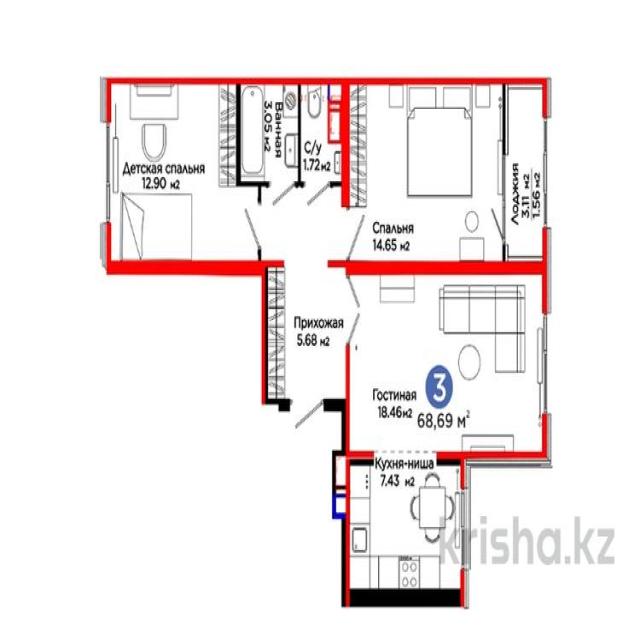 Детская спальня
12.90 м2
Ванная
3.05 м2
С/у
1.72 м2
Спальня
14.65 м2
Лоджия
3.11 м2
1.56 м2
Прихожая
5.68 м2
Гостиная
18.46 м2
3
68,69 м2
Кухня-ниша
7.43 м2
krisha.kz